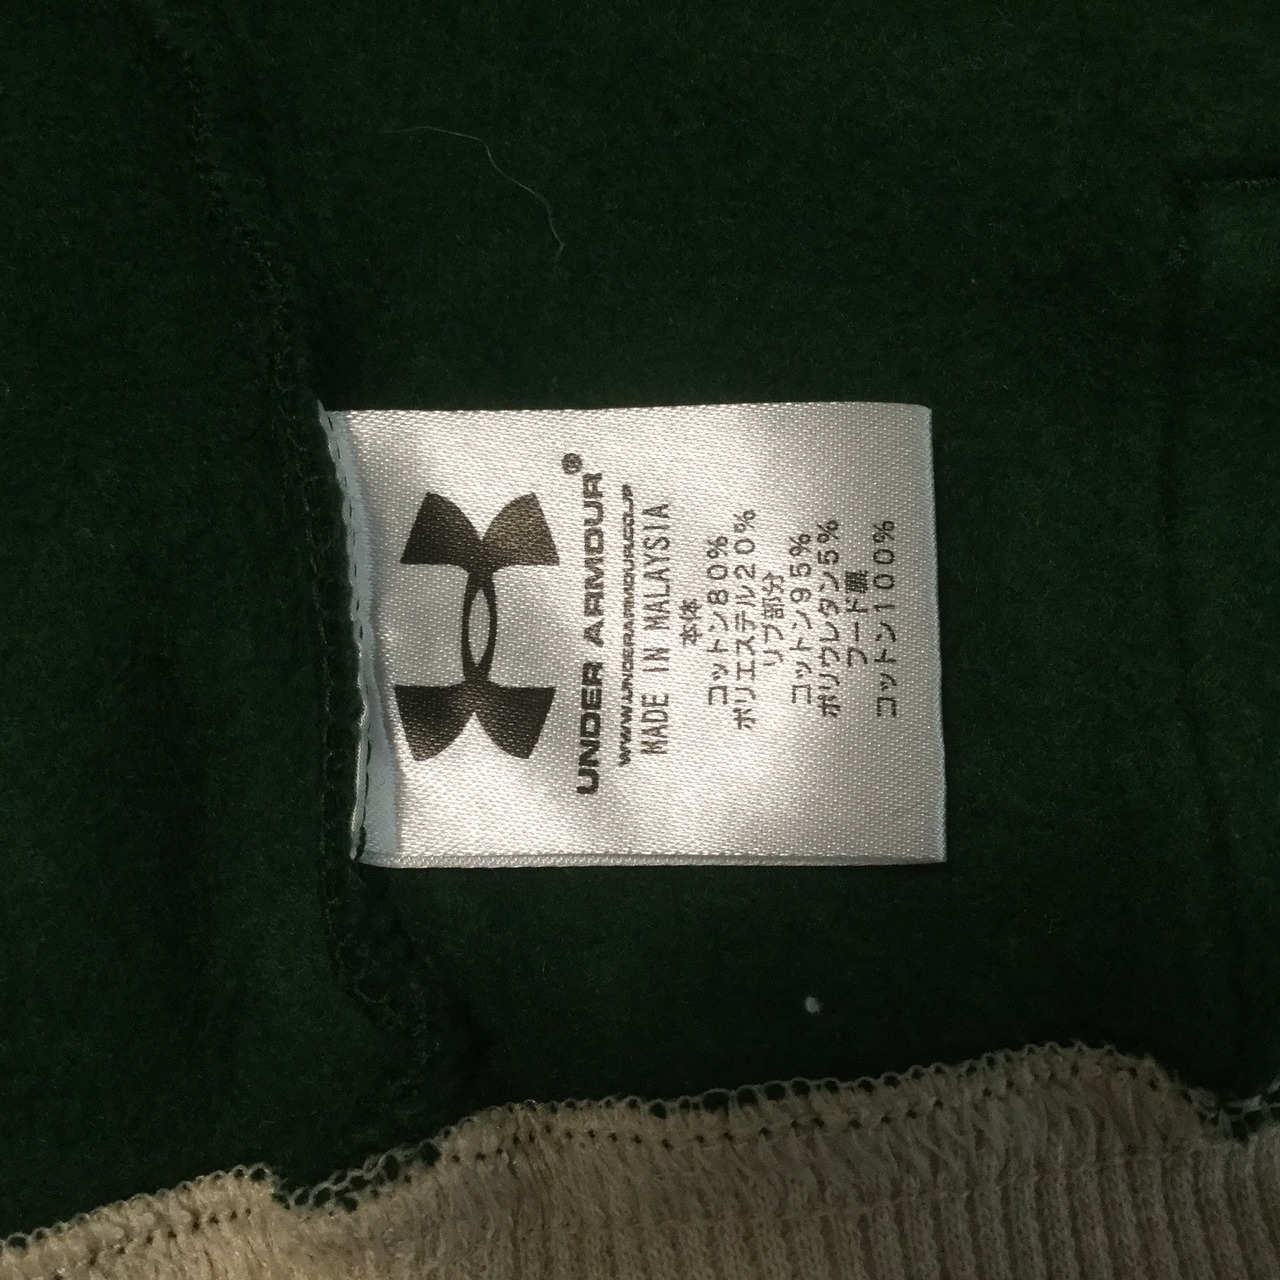 UNDER ARMOUR®
WWW.UNDERARMOUR.CO.JP
MADE IN MALAYSIA
本体
コットン80%
ポリエステル20%
リブ部分
コットン95%
ポリウレタン5%
フード裏
コットン100%